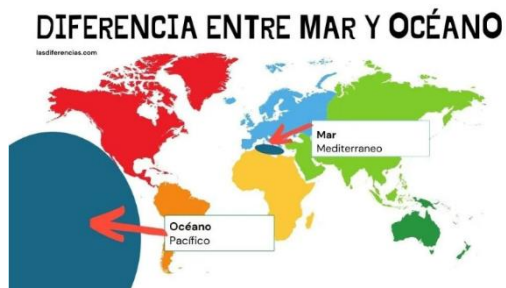 DIFERENCIA ENTRE MAR Y OCÉANO
lasdiferencias.com
Mar
Mediterraneo
Océano
Pacífico